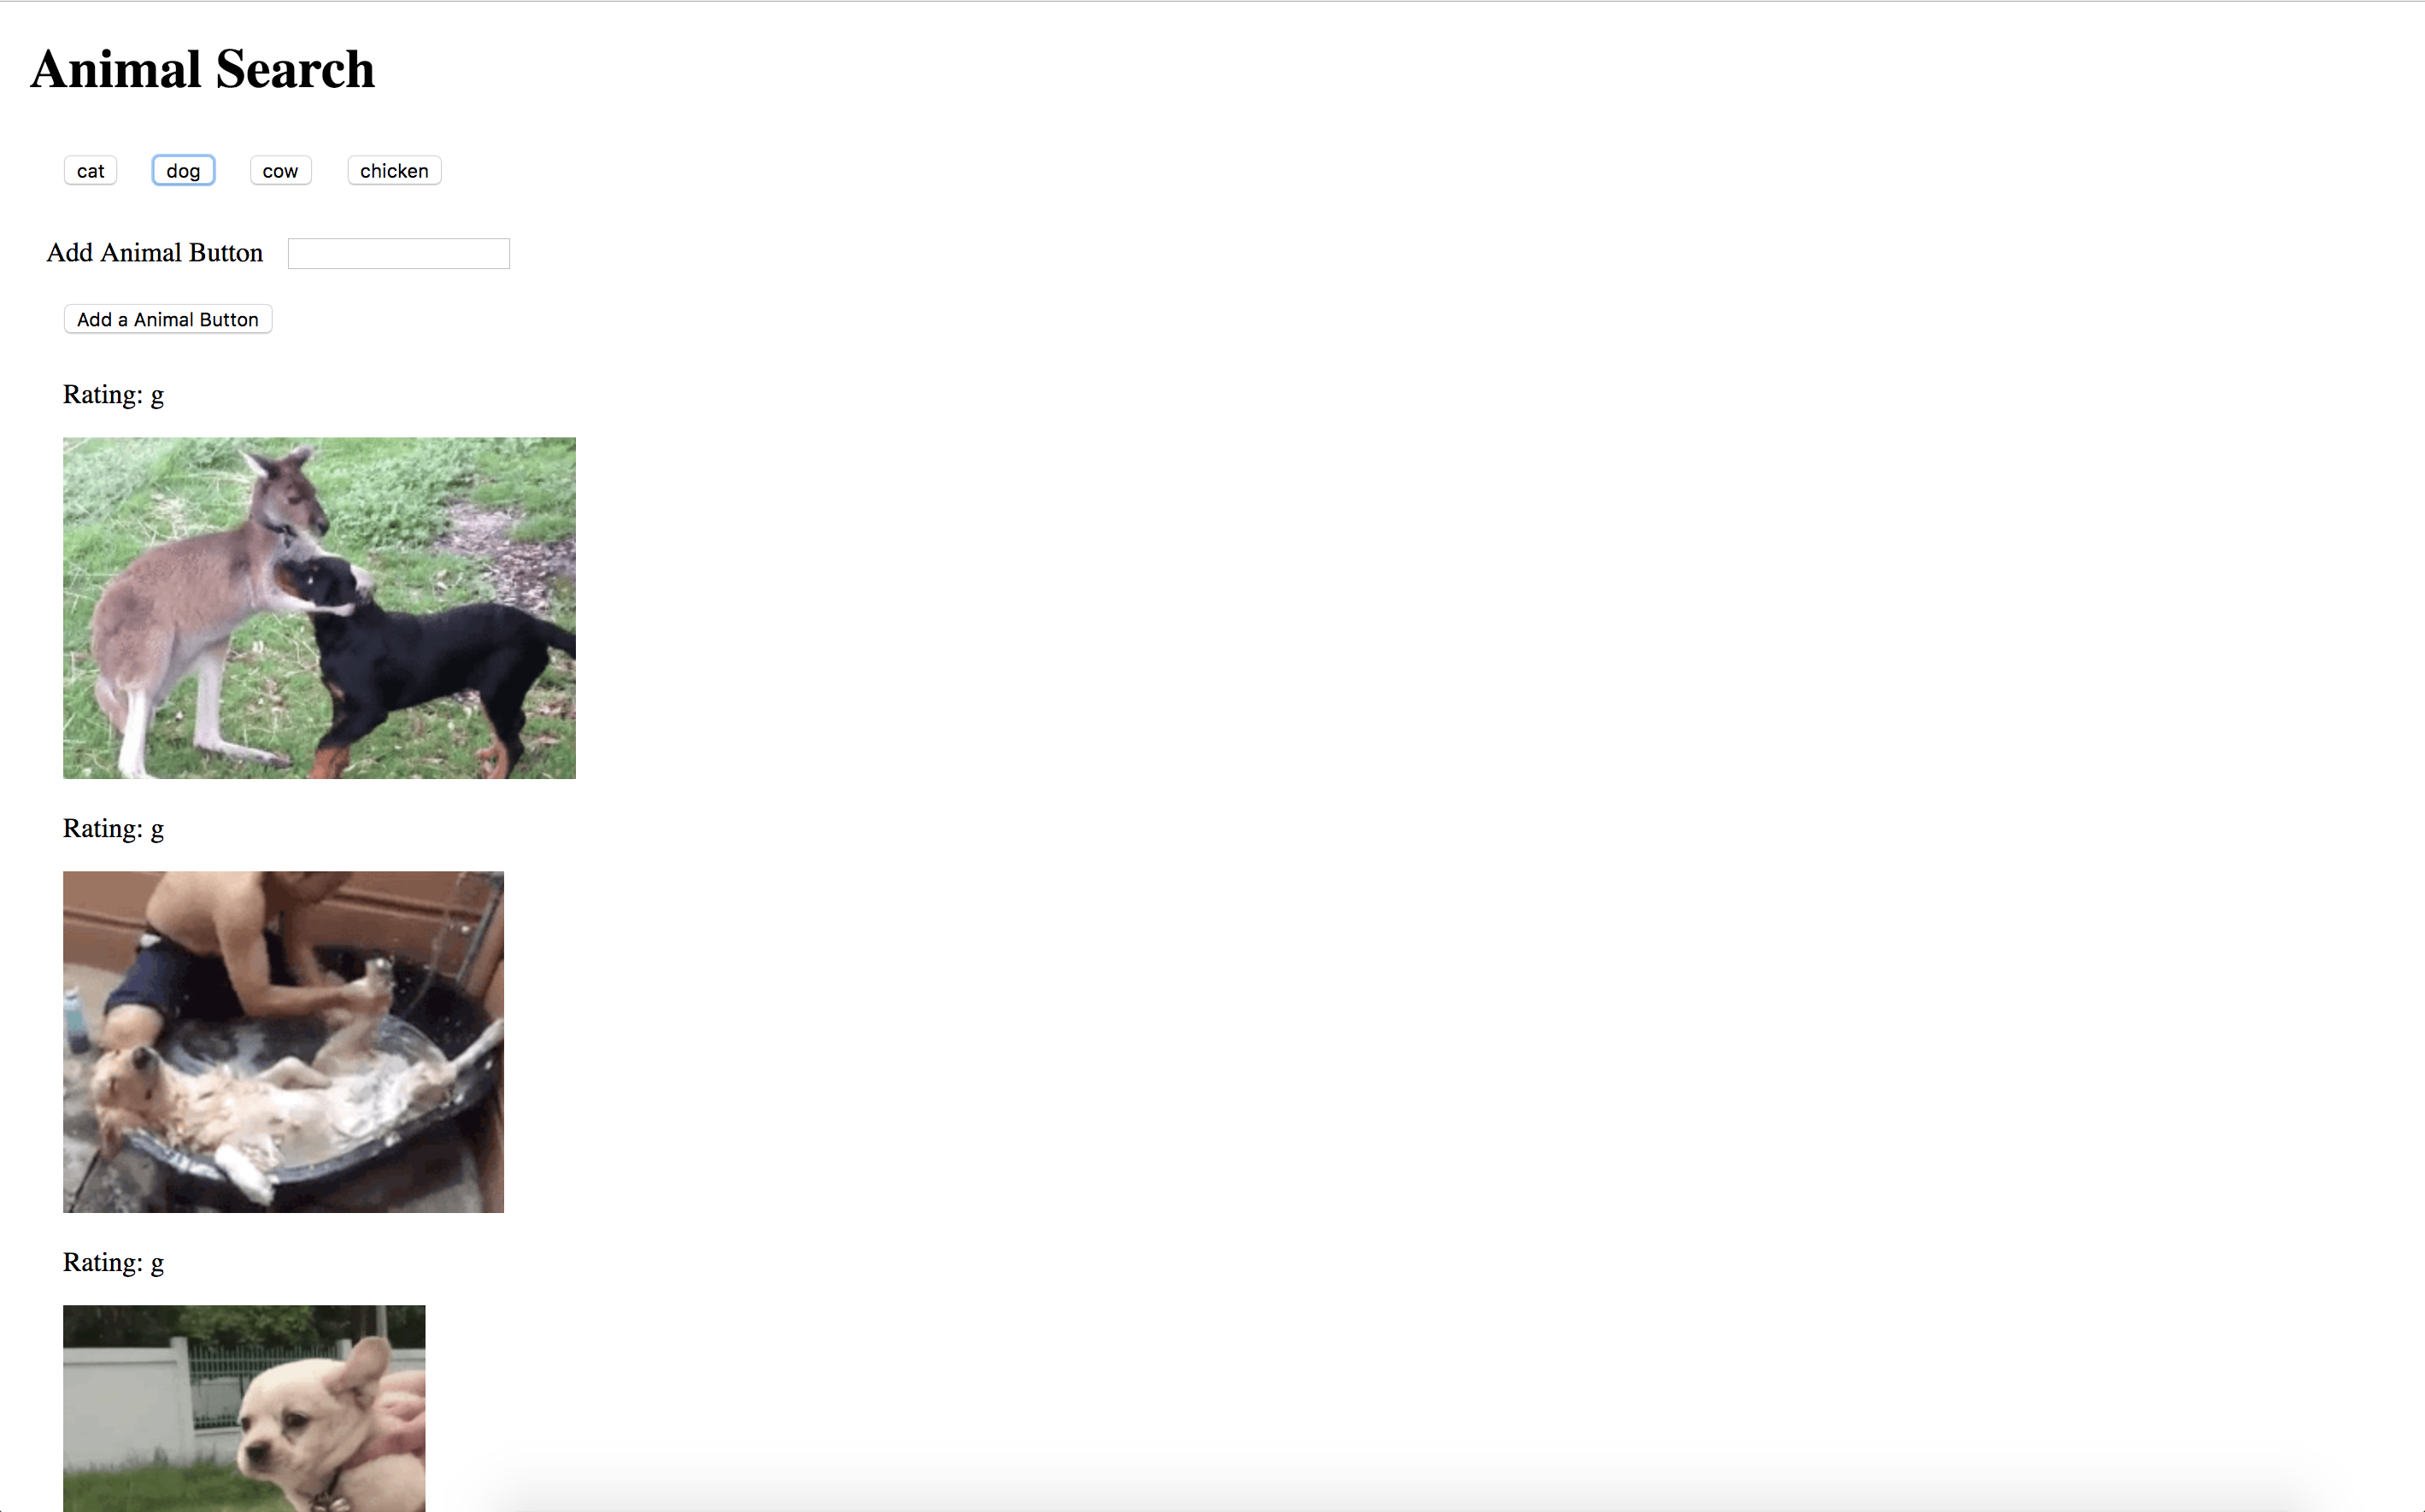 Animal Search
cat dog cow chicken
Add Animal Button
Add a Animal Button
Rating: g
Rating: g
Rating: g